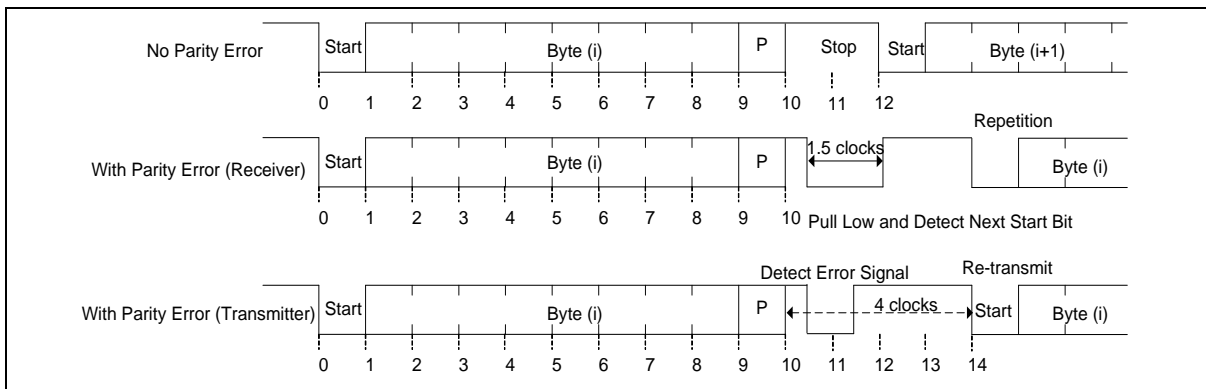 No Parity Error Start Byte (i) P Stop Start Byte (i+1)
0 1 2 3 4 5 6 7 8 9 10 11 12
Repetition
With Parity Error (Receiver) Start Byte (i) P 1.5 clocks Byte (i)
0 1 2 3 4 5 6 7 8 9 10 Pull Low and Detect Next Start Bit
Detect Error Signal Re-transmit
With Parity Error (Transmitter) Start Byte (i) P 4 clocks Start Byte (i)
0 1 2 3 4 5 6 7 8 9 10 11 12 13 14